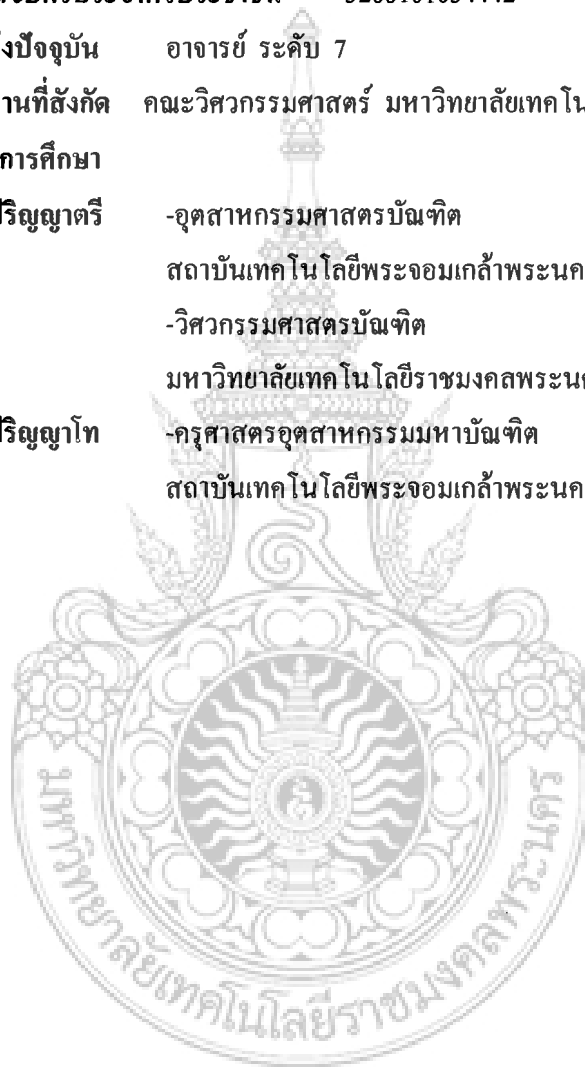 งปัจจุบัน อาจารย์ ระดับ 7
านที่สังกัด คณะวิศวกรรมศาสตร์ มหาวิทยาลัยเทคโน
การศึกษา
ปริญญาตรี -อุตสาหกรรมศาสตรบัณฑิต
สถาบันเทคโนโลยีพระจอมเกล้าพระนค
-วิศวกรรมศาสตรบัณฑิต
มหาวิทยาลัยเทคโนโลยีราชมงคลพระน
ปริญญาโท -ครุศาสตรอุตสาหกรรมมหาบัณฑิต
สถาบันเทคโนโลยีพระจอมเกล้าพระนค
มหาวิทยาลัยเทคโนโลยีราชมงคลพระนคร